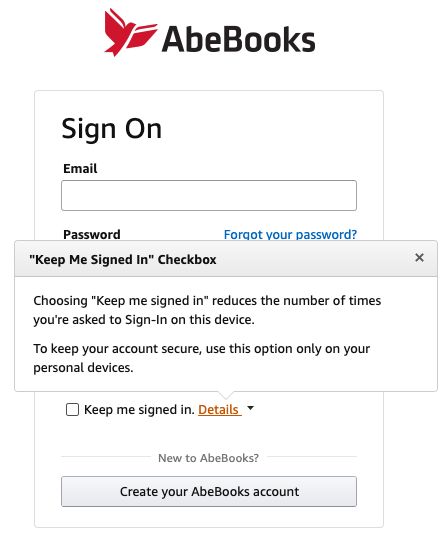 AbeBooks
Sign On
Email
Password Forgot your password?
"Keep Me Signed In" Checkbox
Choosing "Keep me signed in" reduces the number of times
you're asked to Sign-In on this device.
To keep your account secure, use this option only on your
personal devices.
Keep me signed in. Details
New to AbeBooks?
Create your AbeBooks account